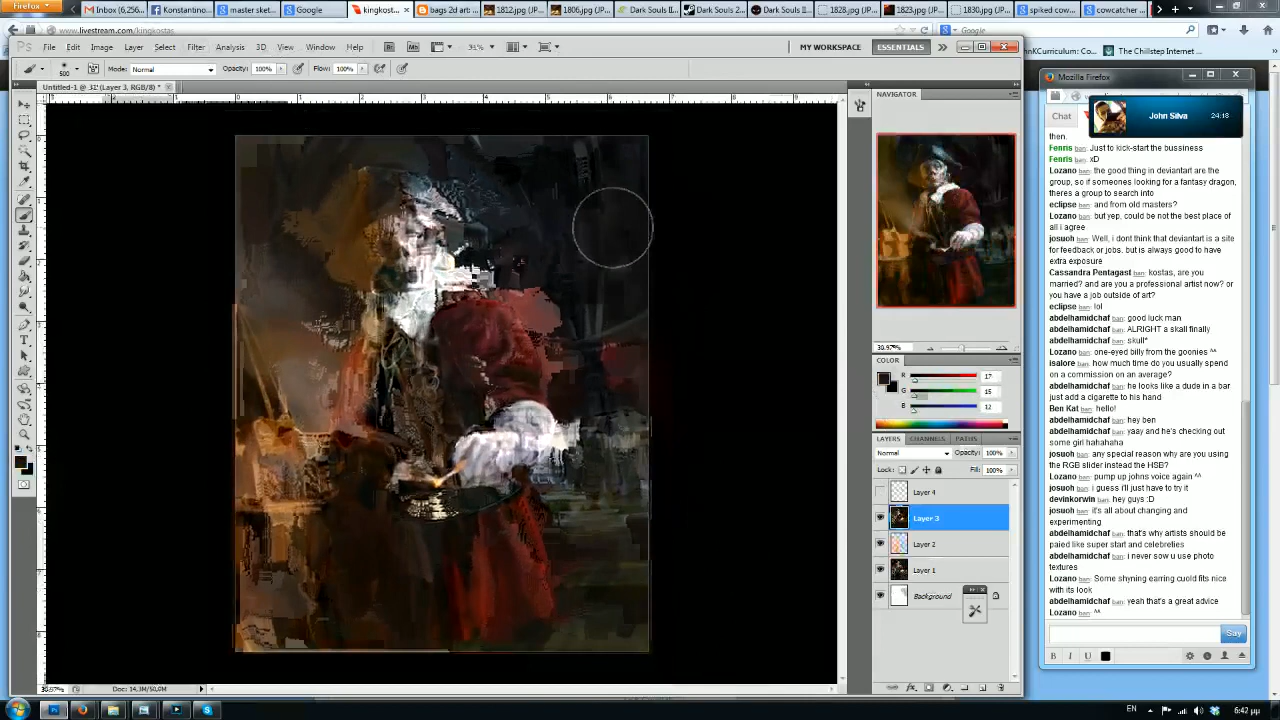 Firefox
Inbox (6,256...
Konstantino...
master sket...
Google
kingkost...
bags 2d art ...
1812.jpg (JP...
1806.jpg (JP...
Dark Souls II...
Dark Souls 2...
Dark Souls I...
1828.jpg (JP...
1823.jpg (JP...
1830.jpg (JP...
spiked cow...
cowcatcher ...
www.livestream.com/kingkostas
Google
hnKCurriculum: Co...
The Chillstep Internet ...
Ps File Edit Image Layer Select Filter Analysis 3D View Window Help
MY WORKSPACE ESSENTIALS
Mode: Normal Opacity: 100% Flow: 100%
500
NAVIGATOR
30.97%
COLOR
R 17
G 15
B 12
LAYERS CHANNELS PATHS
Normal Opacity: 100%
Lock: Fill: 100%
Layer 4
Layer 3
Layer 2
Layer 1
Background
Doc: 14,3M/50,0M
Mozilla Firefox
Chat
John Silva 24:18
then.
Fenris ban: Just to kick-start the bussiness
Fenris ban: xD
Lozano ban: the good thing in deviantart are the
group, so if someones looking for a fantasy dragon,
theres a group to search into
eclipse ban: and from old masters?
Lozano ban: but yep, could be not the best place of
all i agree
josuoh ban: Well, i dont think that deviantart is a site
for feedback or jobs. but is always good to have
extra exposure
Cassandra Pentagast ban: kostas, are you
married? and are you a professional artist now? or
you have a job outside of art?
eclipse ban: lol
abdelhamidchaf ban: good luck man
abdelhamidchaf ban: ALRIGHT a skall finally
abdelhamidchaf ban: skull*
Lozano ban: one-eyed billy from the goonies ^^
isalore ban: how much time do you usually spend
on a commission on an average?
abdelhamidchaf ban: he looks like a dude in a bar
just add a cigarette to his hand
Ben Kat ban: hello!
abdelhamidchaf ban: hey ben
abdelhamidchaf ban: yaay and he's checking out
some girl hahahaha
josuoh ban: any special reason why are you using
the RGB slider instead the HSB?
Lozano ban: pump up johns voice again ^^
josuoh ban: i guess i'll just have to try it
devinkorwin ban: hey guys :D
josuoh ban: it's all about changing and
experimenting
abdelhamidchaf ban: that's why artists should be
paied like super start and celebreties
abdelhamidchaf ban: i never sow u use photo
textures
Lozano ban: Some shyning earring cuold fits nice
with its look
abdelhamidchaf ban: yeah that's a great advice
Lozano ban: ^^
Say
B I U
EN 6:42 μμ